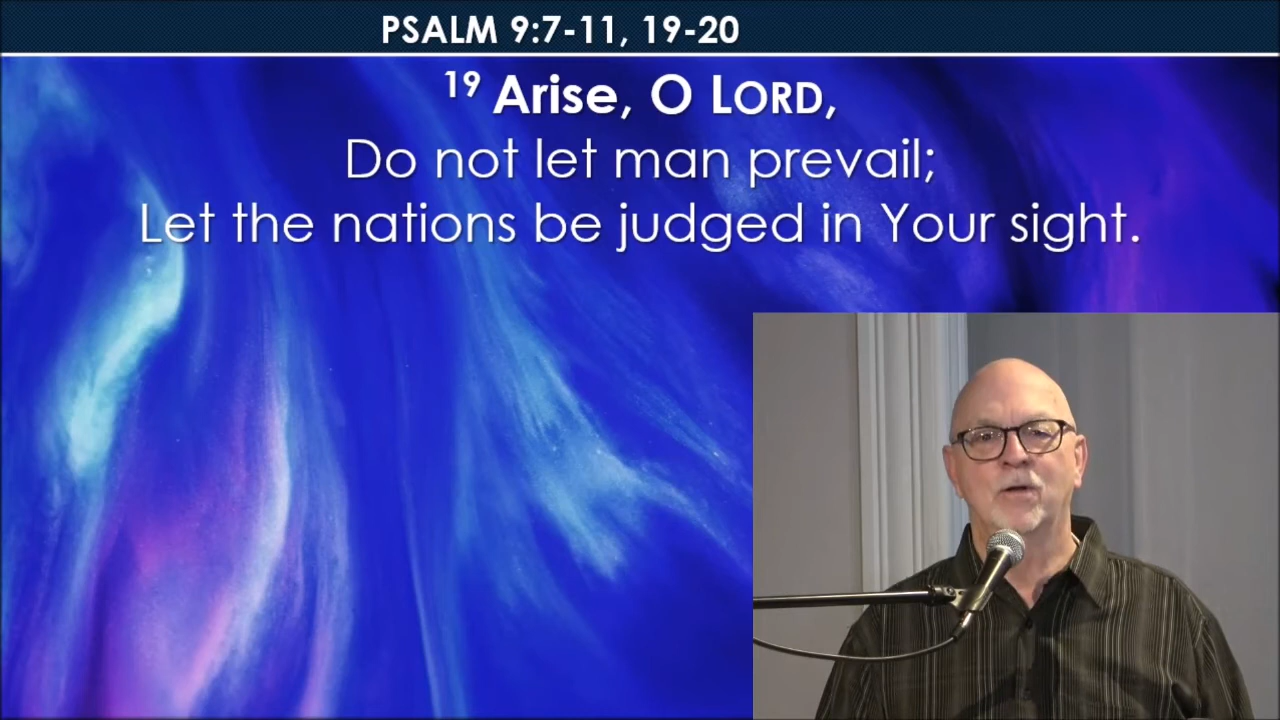 PSALM 9:7-11, 19-20
19 Arise, O LORD,
Do not let man prevail;
Let the nations be judged in Your sight.